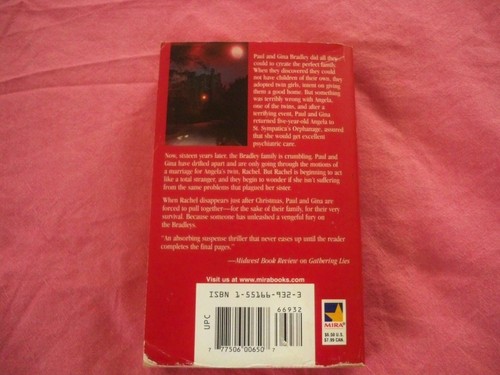 Paul and Gina Bradley did all they
could to create the perfect family.
When they discovered they could
not have children of their own, they
adopted twin girls, intent on giving
them a good home. But something
was terribly wrong with Angela,
one of the twins, and after a
terrifying event, Paul and Gina
returned five-year-old Angela to
St. Sympatica's Orphanage, assured
that she would get excellent
psychiatric care.
Now, sixteen years later, the Bradley family is crumbling. Paul and
Gina have drifted apart and are only going through the motions of
a marriage for Angela's twin, Rachel. But Rachel is beginning to act
like a total stranger, and they begin to wonder if she isn't suffering
from the same problems that plagued her sister.
When Rachel disappears just after Christmas, Paul and Gina are
forced to pull together—for the sake of their family, for their very
survival. Because someone has unleashed a vengeful fury on
the Bradleys.
"An absorbing suspense thriller that never eases up until the reader
completes the final pages."
—Midwest Book Review on Gathering Lies
Visit us at www.mirabooks.com
ISBN 1-55166-932-3
66932
UPC
7 77506 00650 7
MIRA
$6.50 U.S.
$7.99 CAN.